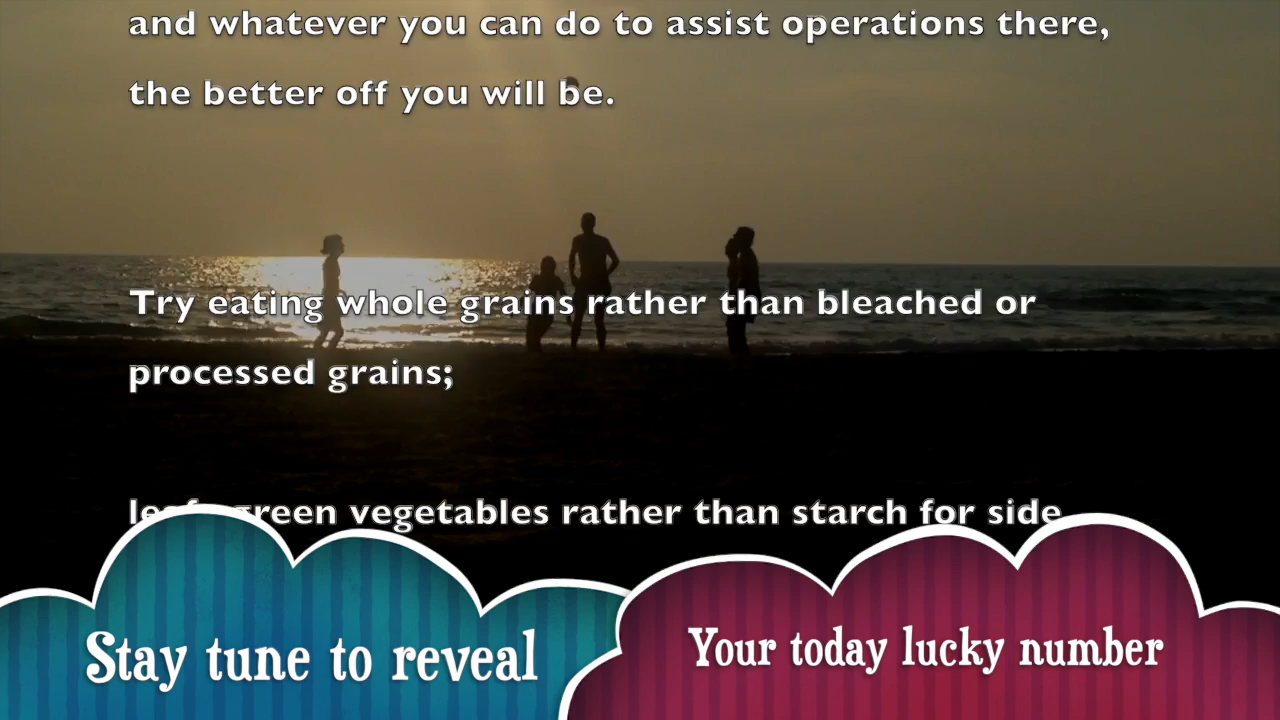 and whatever you can do to assist operations there,
the better off you will be.
Try eating whole grains rather than bleached or
processed grains;
green vegetables rather than starch for side
Stay tune to reveal
Your today lucky number